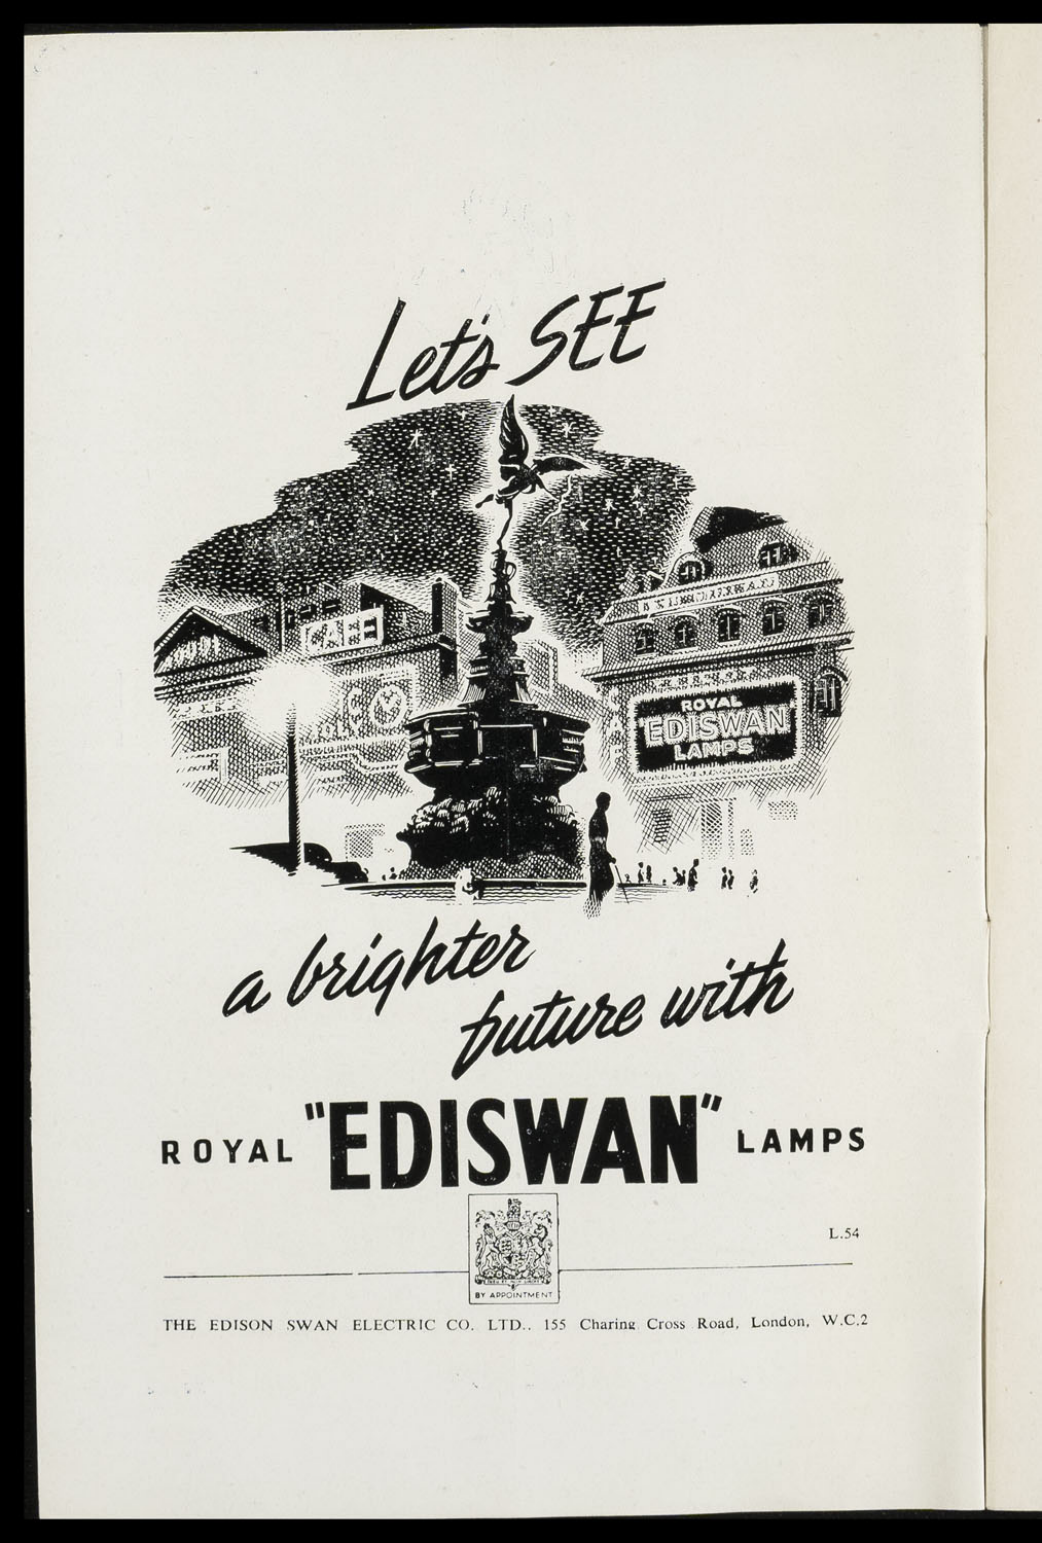 Let's SEE
CAFE
ROYAL
"EDISWAN"
LAMPS
a brighter
future with
ROYAL "EDISWAN" LAMPS
L.54
BY APPOINTMENT
THE EDISON SWAN ELECTRIC CO. LTD., 155 Charing Cross Road, London, W.C.2